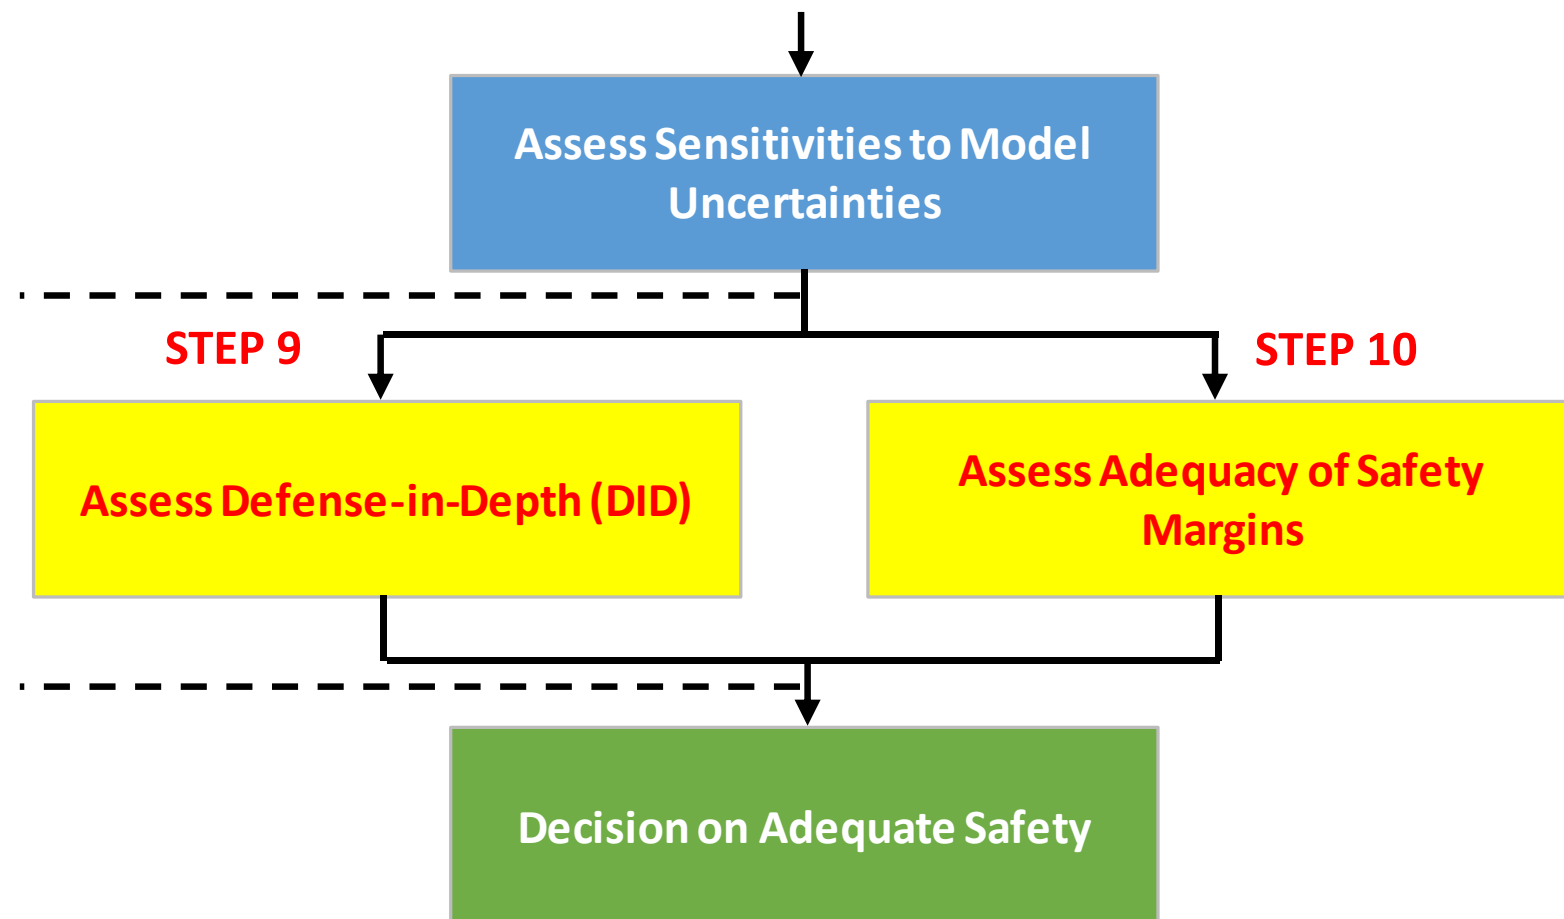 Assess Sensitivities to Model
Uncertainties
STEP 9
STEP 10
Assess Defense-in-Depth (DID)
Assess Adequacy of Safety
Margins
Decision on Adequate Safety